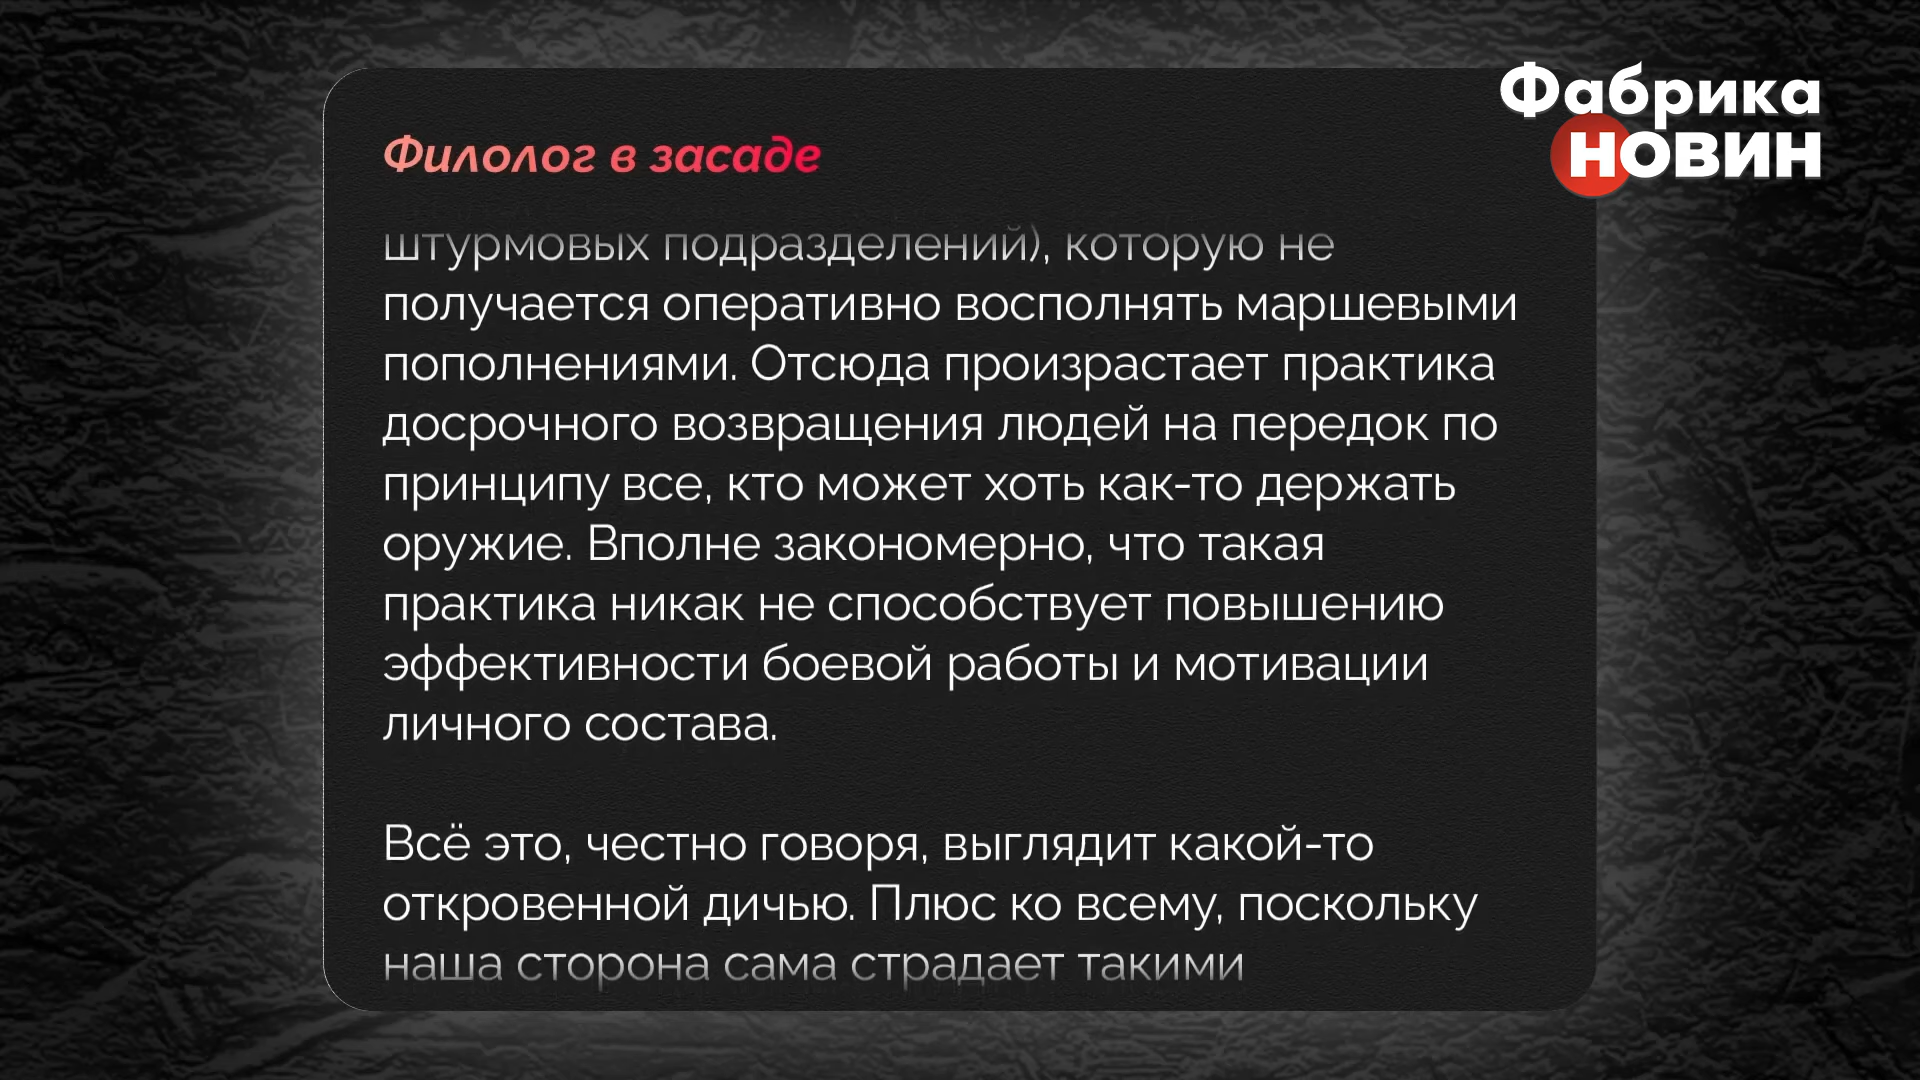 Фабрика
новин
Филолог в засаде
штурмовых подразделений), которую не
получается оперативно восполнять маршевыми
пополнениями. Отсюда произрастает практика
досрочного возвращения людей на передок по
принципу все, кто может хоть как-то держать
оружие. Вполне закономерно, что такая
практика никак не способствует повышению
эффективности боевой работы и мотивации
личного состава.
Всё это, честно говоря, выглядит какой-то
откровенной дичью. Плюс ко всему, поскольку
наша сторона сама страдает такими